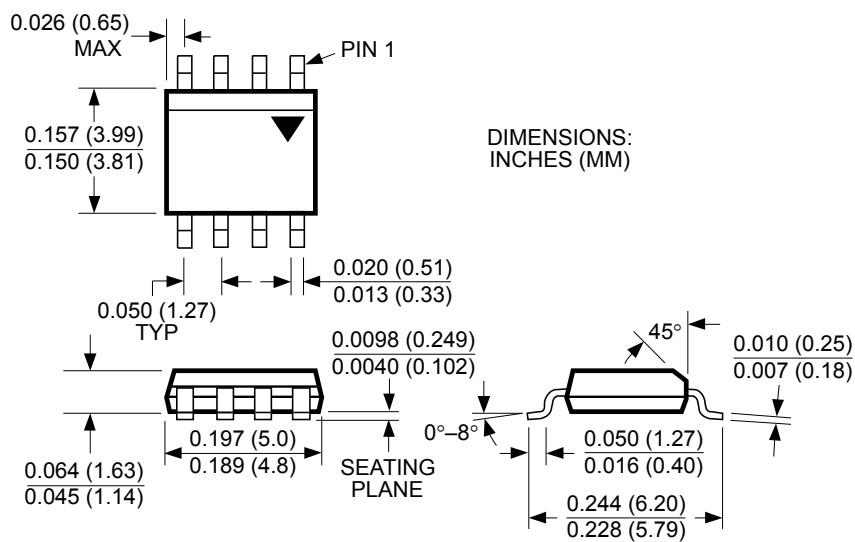 0.026 (0.65)
MAX
PIN 1
0.157 (3.99)
0.150 (3.81)
DIMENSIONS:
INCHES (MM)
0.020 (0.51)
0.013 (0.33)
0.050 (1.27)
TYP
0.0098 (0.249)
0.0040 (0.102)
45°
0.010 (0.25)
0.007 (0.18)
0.064 (1.63)
0.045 (1.14)
0.197 (5.0)
0.189 (4.8)
SEATING
PLANE
0°–8°
0.050 (1.27)
0.016 (0.40)
0.244 (6.20)
0.228 (5.79)